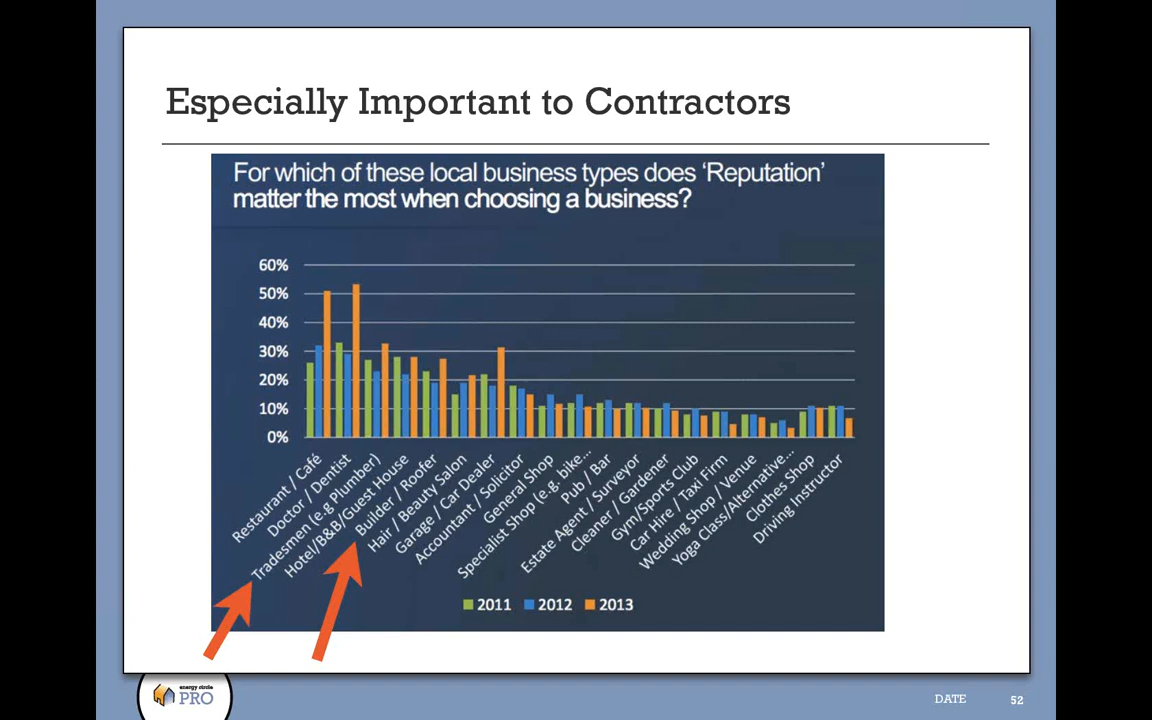 Especially Important to Contractors
For which of these local business types does ‘Reputation’
matter the most when choosing a business?
60%
50%
40%
30%
20%
10%
0%
Restaurant / Café
Doctor / Dentist
Tradesmen (e.g Plumber)
Hotel/B&B/Guest House
Builder / Roofer
Hair / Beauty Salon
Garage / Car Dealer
Accountant / Solicitor
General Shop
Specialist Shop (e.g. bike...
Pub / Bar
Estate Agent / Surveyor
Cleaner / Gardener
Gym/Sports Club
Car Hire / Taxi Firm
Wedding Shop / Venue
Yoga Class/Alternative...
Clothes Shop
Driving Instructor
2011 2012 2013
energy circle
PRO
DATE 52